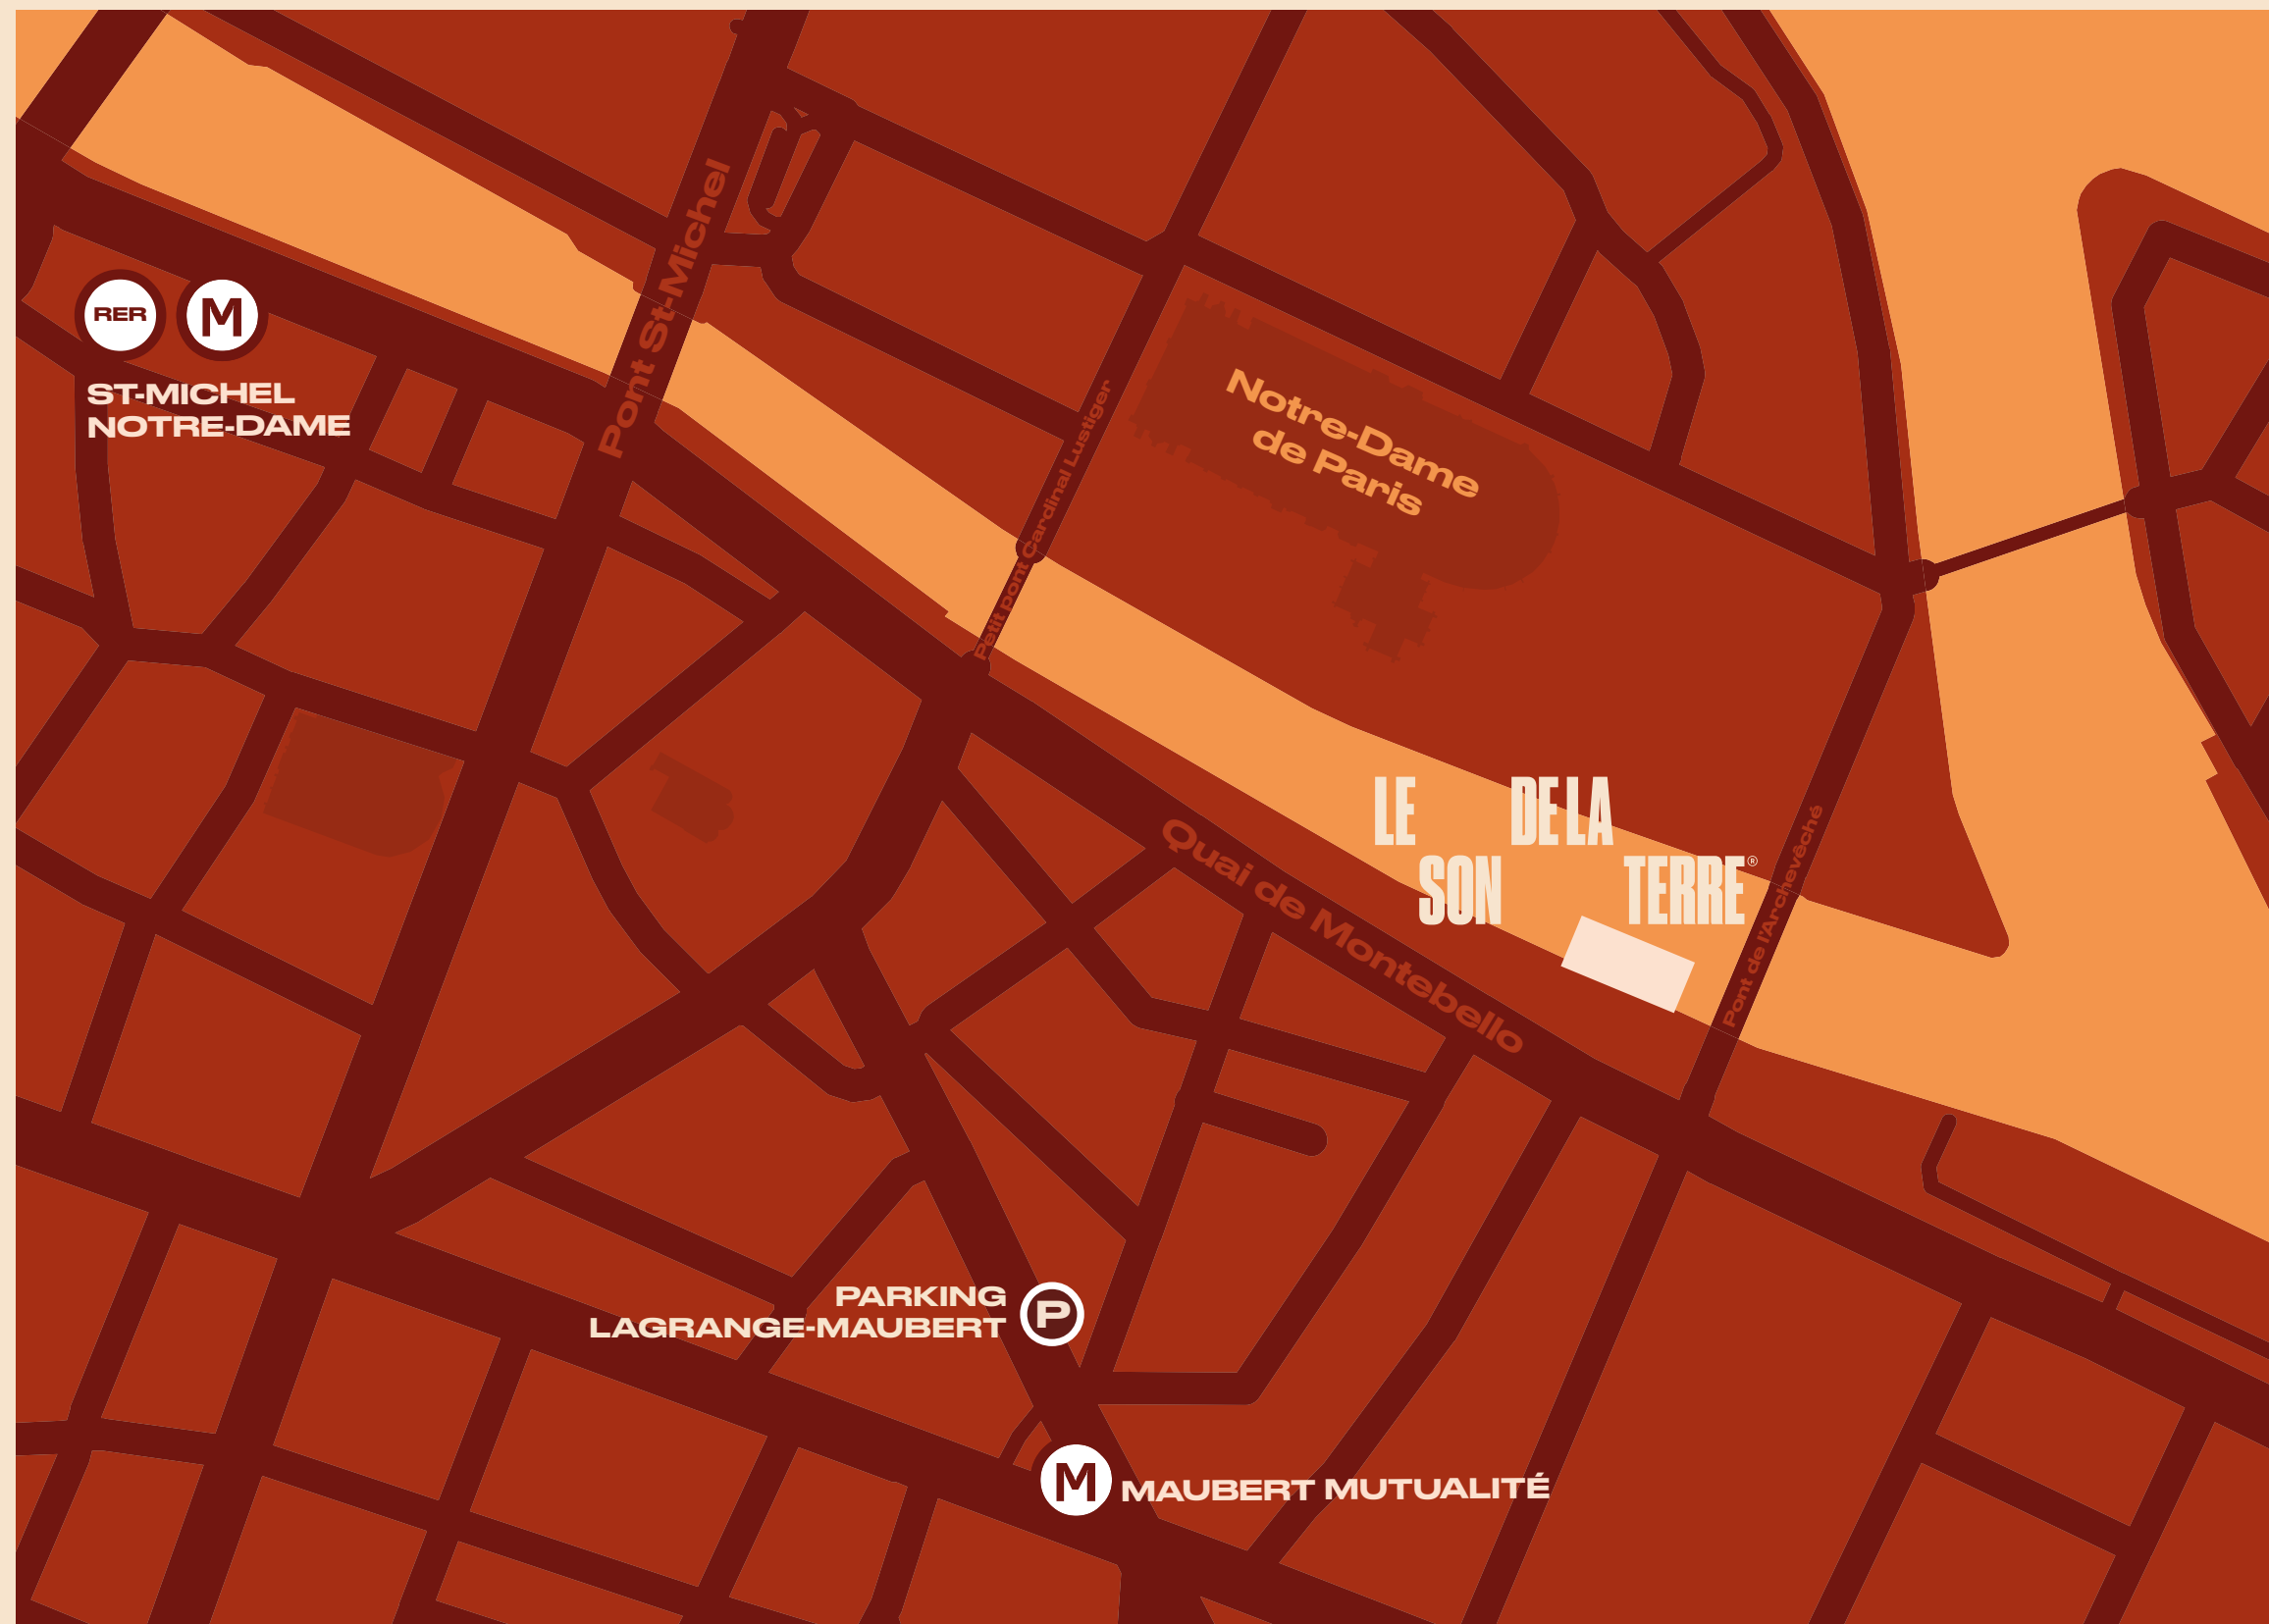 Pont St-Michel
RER
M
ST-MICHEL
NOTRE-DAME
Petit pont Cardinal Lustiger
Notre-Dame
de Paris
LE DE LA
SON TERRE®
Quai de Montebello
Pont de l'Archevêché
PARKING
LAGRANGE-MAUBERT
P
M
MAUBERT MUTUALITÉ